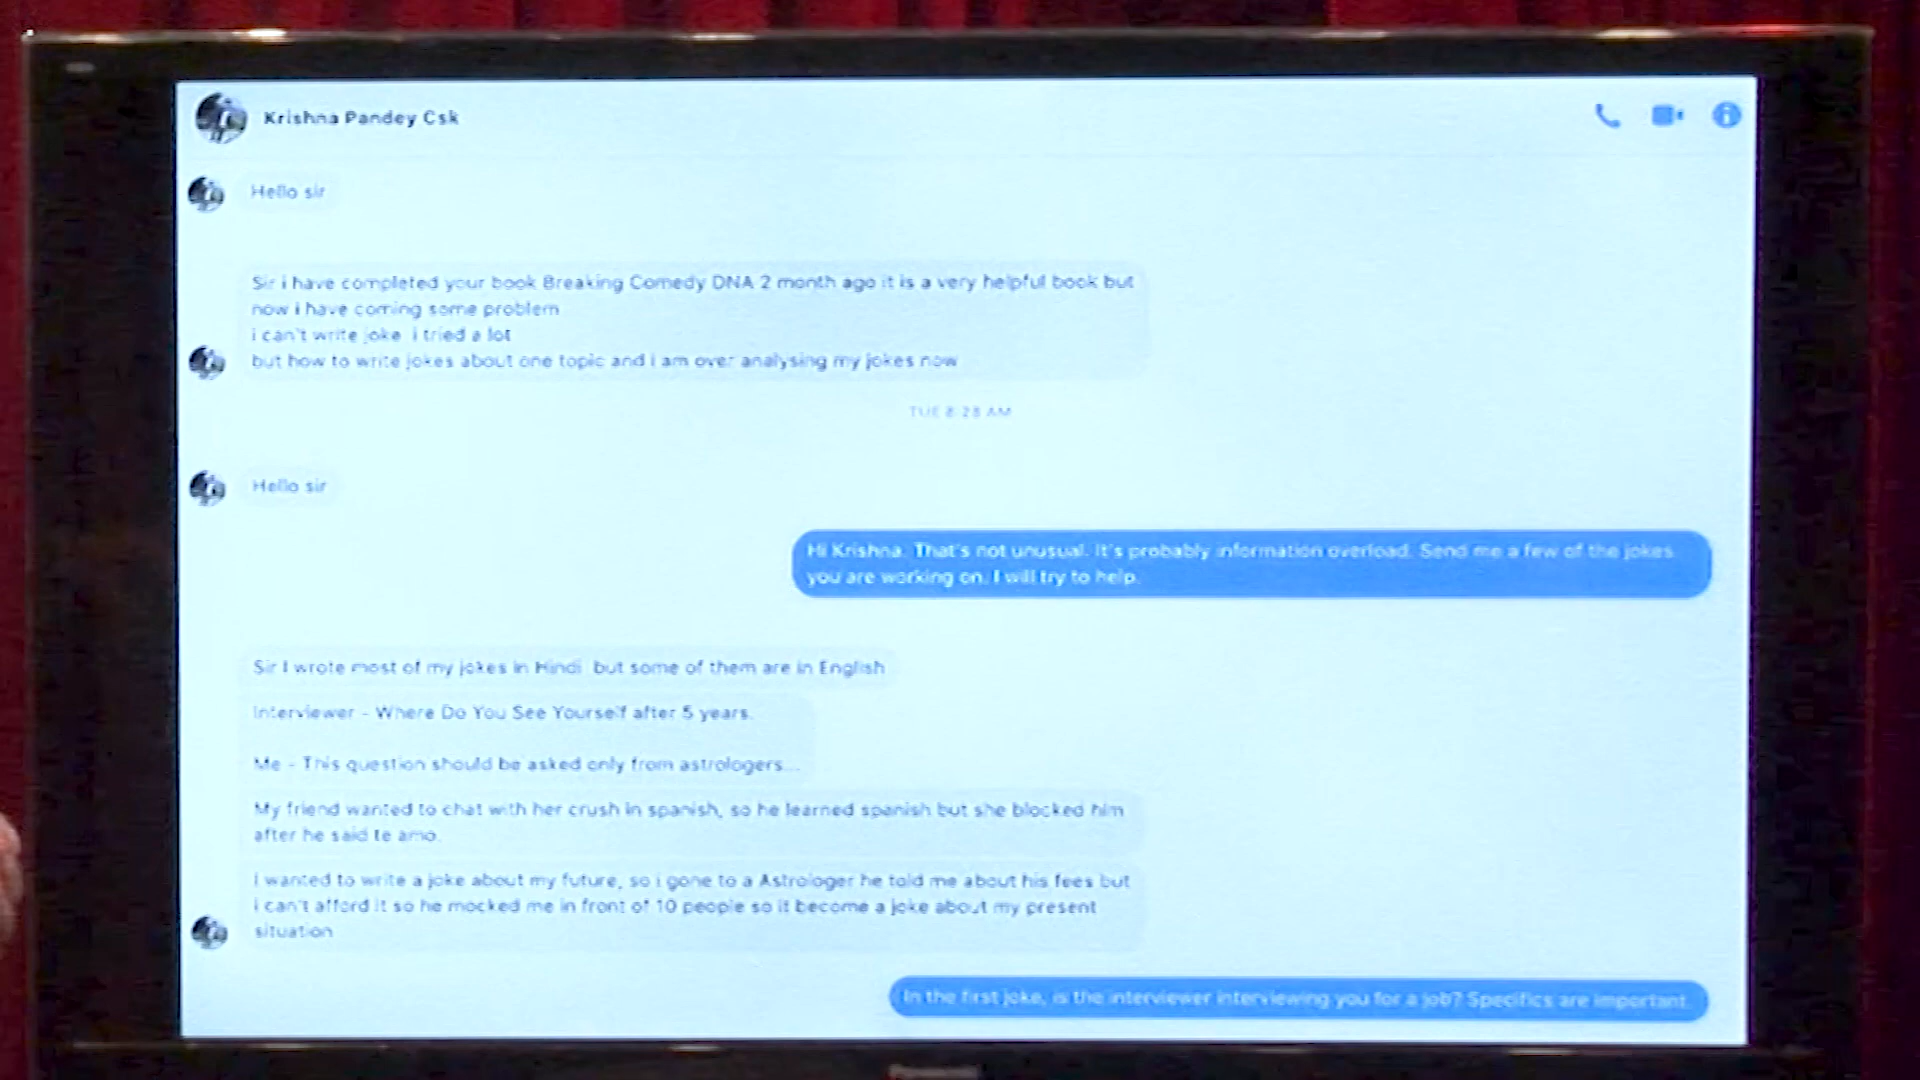 Krishna Pandey Csk
Hello sir
Sir i have completed your book Breaking Comedy DNA 2 month ago it is a very helpful book but
now i have coming some problem
i can't write joke i tried a lot
but how to write jokes about one topic and i am over analysing my jokes now
TUE 8:28 AM
Hello sir
Hi Krishna. That's not unusual. It's probably information overload. Send me a few of the jokes
you are working on. I will try to help.
Sir I wrote most of my jokes in Hindi but some of them are in English
Interviewer - Where Do You See Yourself after 5 years.
Me - This question should be asked only from astrologers...
My friend wanted to chat with her crush in spanish, so he learned spanish but she blocked him
after he said te amo.
I wanted to write a joke about my future, so i gone to a Astrologer he told me about his fees but
i can't afford it so he mocked me in front of 10 people so it become a joke about my present
situation
In the first joke, is the interviewer interviewing you for a job? Specifics are important.